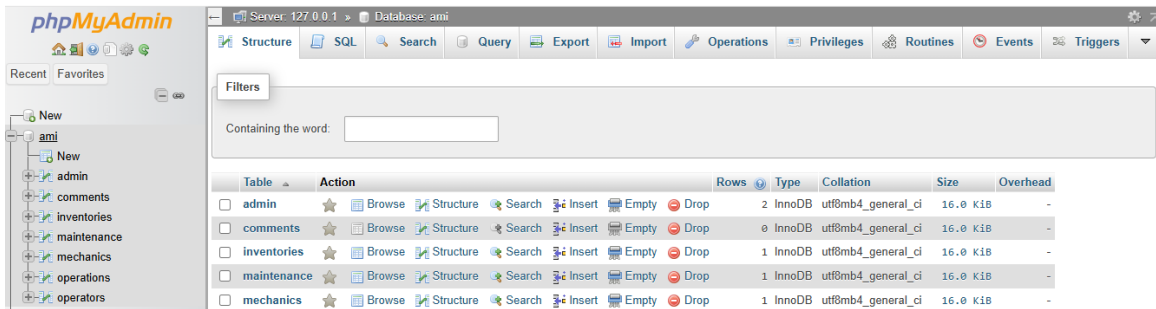 phpMyAdmin
Recent Favorites
New
ami
New
admin
comments
inventories
maintenance
mechanics
operations
operators
Server: 127.0.0.1 » Database: ami
Structure SQL Search Query Export Import Operations Privileges Routines Events Triggers
Filters
Containing the word:
Table Action Rows Type Collation Size Overhead
admin Browse Structure Search Insert Empty Drop 2 InnoDB utf8mb4_general_ci 16.0 KiB -
comments Browse Structure Search Insert Empty Drop 0 InnoDB utf8mb4_general_ci 16.0 KiB -
inventories Browse Structure Search Insert Empty Drop 1 InnoDB utf8mb4_general_ci 16.0 KiB -
maintenance Browse Structure Search Insert Empty Drop 1 InnoDB utf8mb4_general_ci 16.0 KiB -
mechanics Browse Structure Search Insert Empty Drop 1 InnoDB utf8mb4_general_ci 16.0 KiB -